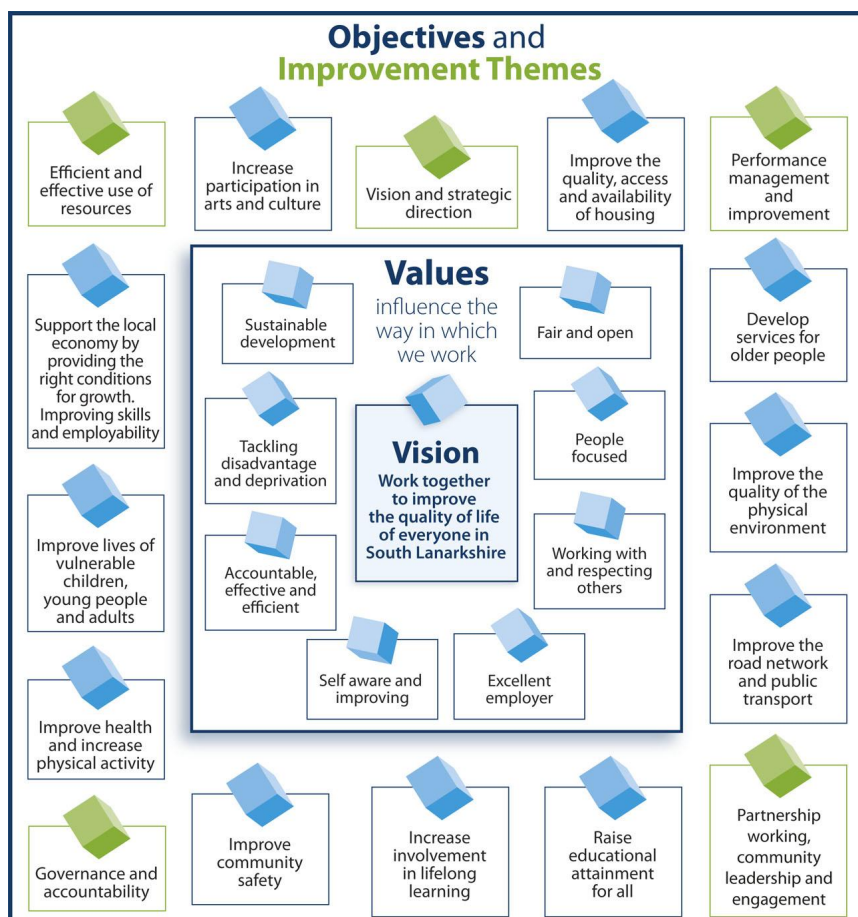 Objectives and
Improvement Themes
Efficient and
effective use of
resources
Increase
participation in
arts and culture
Vision and strategic
direction
Improve the
quality, access
and availability
of housing
Performance
management
and
improvement
Support the local
economy by
providing the
right conditions
for growth.
Improving skills
and employability
Improve lives of
vulnerable
children,
young people
and adults
Improve health
and increase
physical activity
Governance and
accountability
Values
influence the
way in which
we work
Sustainable
development
Fair and open
Tackling
disadvantage
and deprivation
People
focused
Vision
Work together
to improve
the quality of life
of everyone in
South Lanarkshire
Accountable,
effective and
efficient
Working with
and respecting
others
Self aware and
improving
Excellent
employer
Develop
services for
older people
Improve the
quality of the
physical
environment
Improve the
road network
and public
transport
Improve
community
safety
Increase
involvement
in lifelong
learning
Raise
educational
attainment
for all
Partnership
working,
community
leadership and
engagement